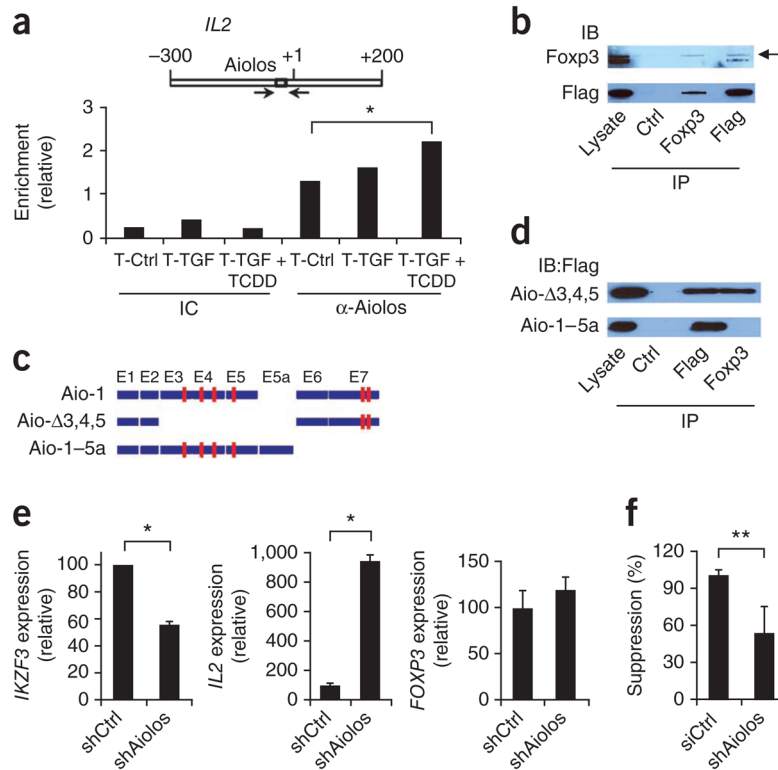 a
IL2
–300 Aiolos +1 +200
Enrichment (relative)
3
2
1
0
*
T-Ctrl T-TGF T-TGF + TCDD T-Ctrl T-TGF T-TGF + TCDD
IC α-Aiolos
b
IB
Foxp3
Flag
Lysate Ctrl Foxp3 Flag
IP
d
IB:Flag
Aio-Δ3,4,5
Aio-1–5a
Lysate Ctrl Flag Foxp3
IP
c
E1 E2 E3 E4 E5 E5a E6 E7
Aio-1
Aio-Δ3,4,5
Aio-1–5a
e
IKZF3 expression (relative)
100
80
60
40
20
0
*
shCtrl shAiolos
IL2 expression (relative)
1,000
800
600
400
200
0
*
shCtrl shAiolos
FOXP3 expression (relative)
150
100
50
0
shCtrl shAiolos
f
Suppression (%)
120
90
60
30
0
**
siCtrl shAiolos